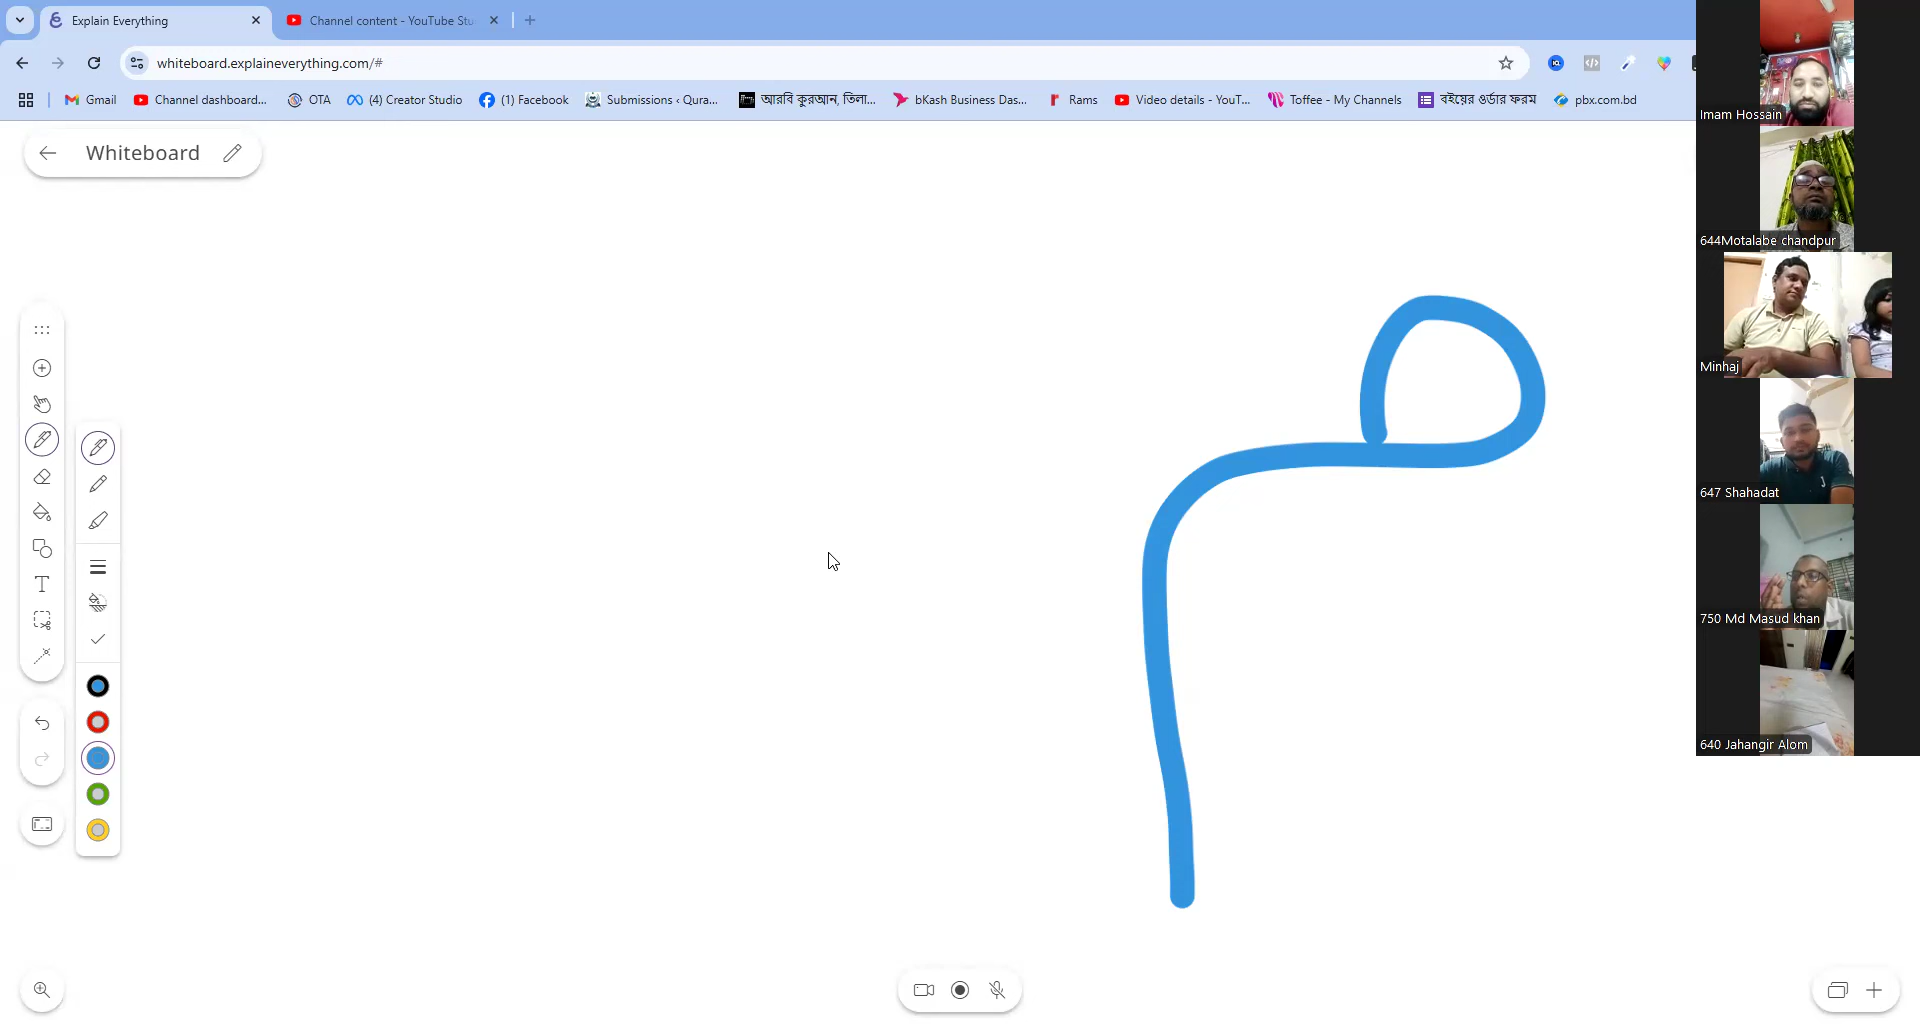 Explain Everything
Channel content - YouTube Stu
whiteboard.explaineverything.com/#
Gmail
Channel dashboard...
OTA
(4) Creator Studio
(1) Facebook
Submissions ‹ Qura...
আরবি কুরআন, তিলা...
bKash Business Das...
Rams
Video details - YouT...
Toffee - My Channels
বইয়ের ওর্ডার ফরম
pbx.com.bd
Whiteboard
م
Imam Hossain
644Motalabe chandpur
Minhaj
647 Shahadat
750 Md Masud khan
640 Jahangir Alom